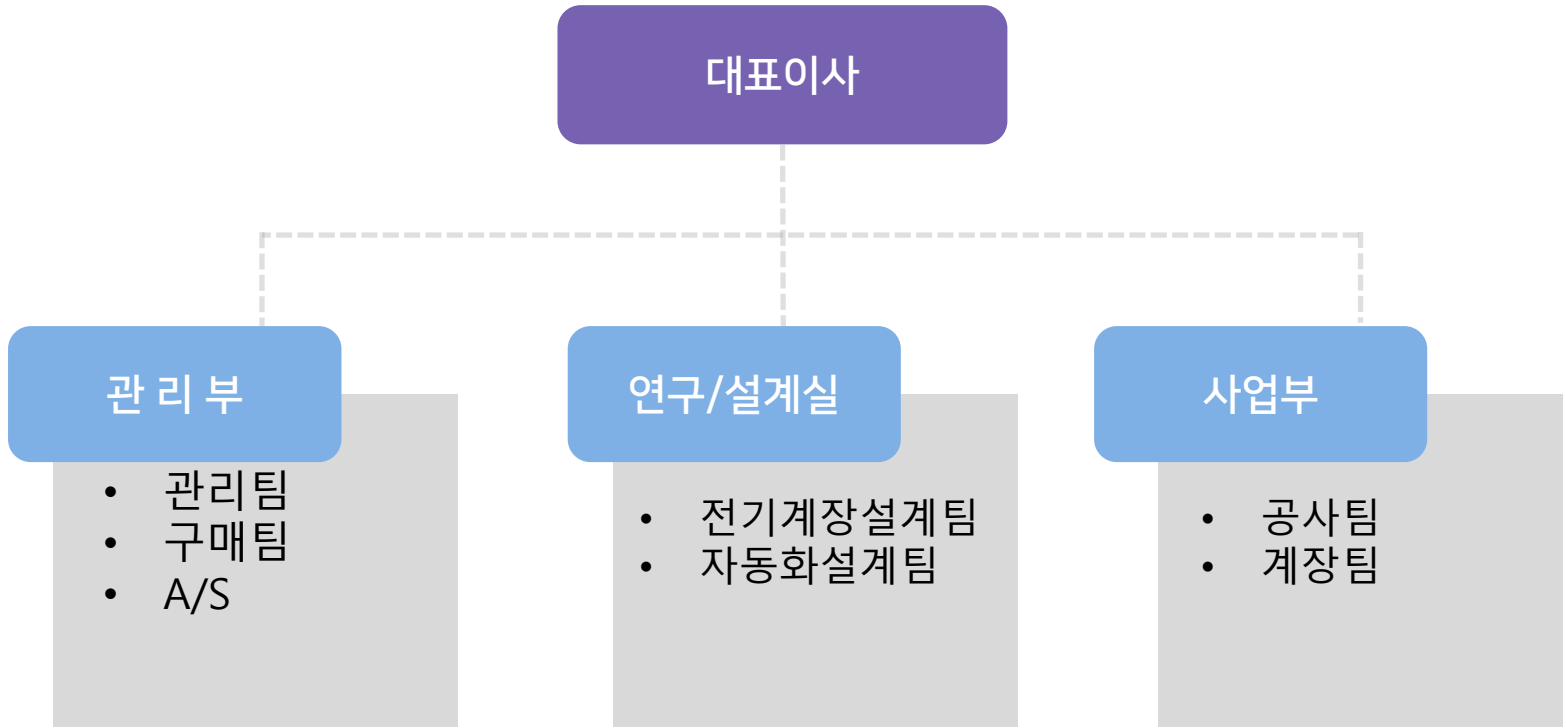 대표이사
관 리 부
• 관리팀
• 구매팀
• A/S
연구/설계실
• 전기계장설계팀
• 자동화설계팀
사업부
• 공사팀
• 계장팀